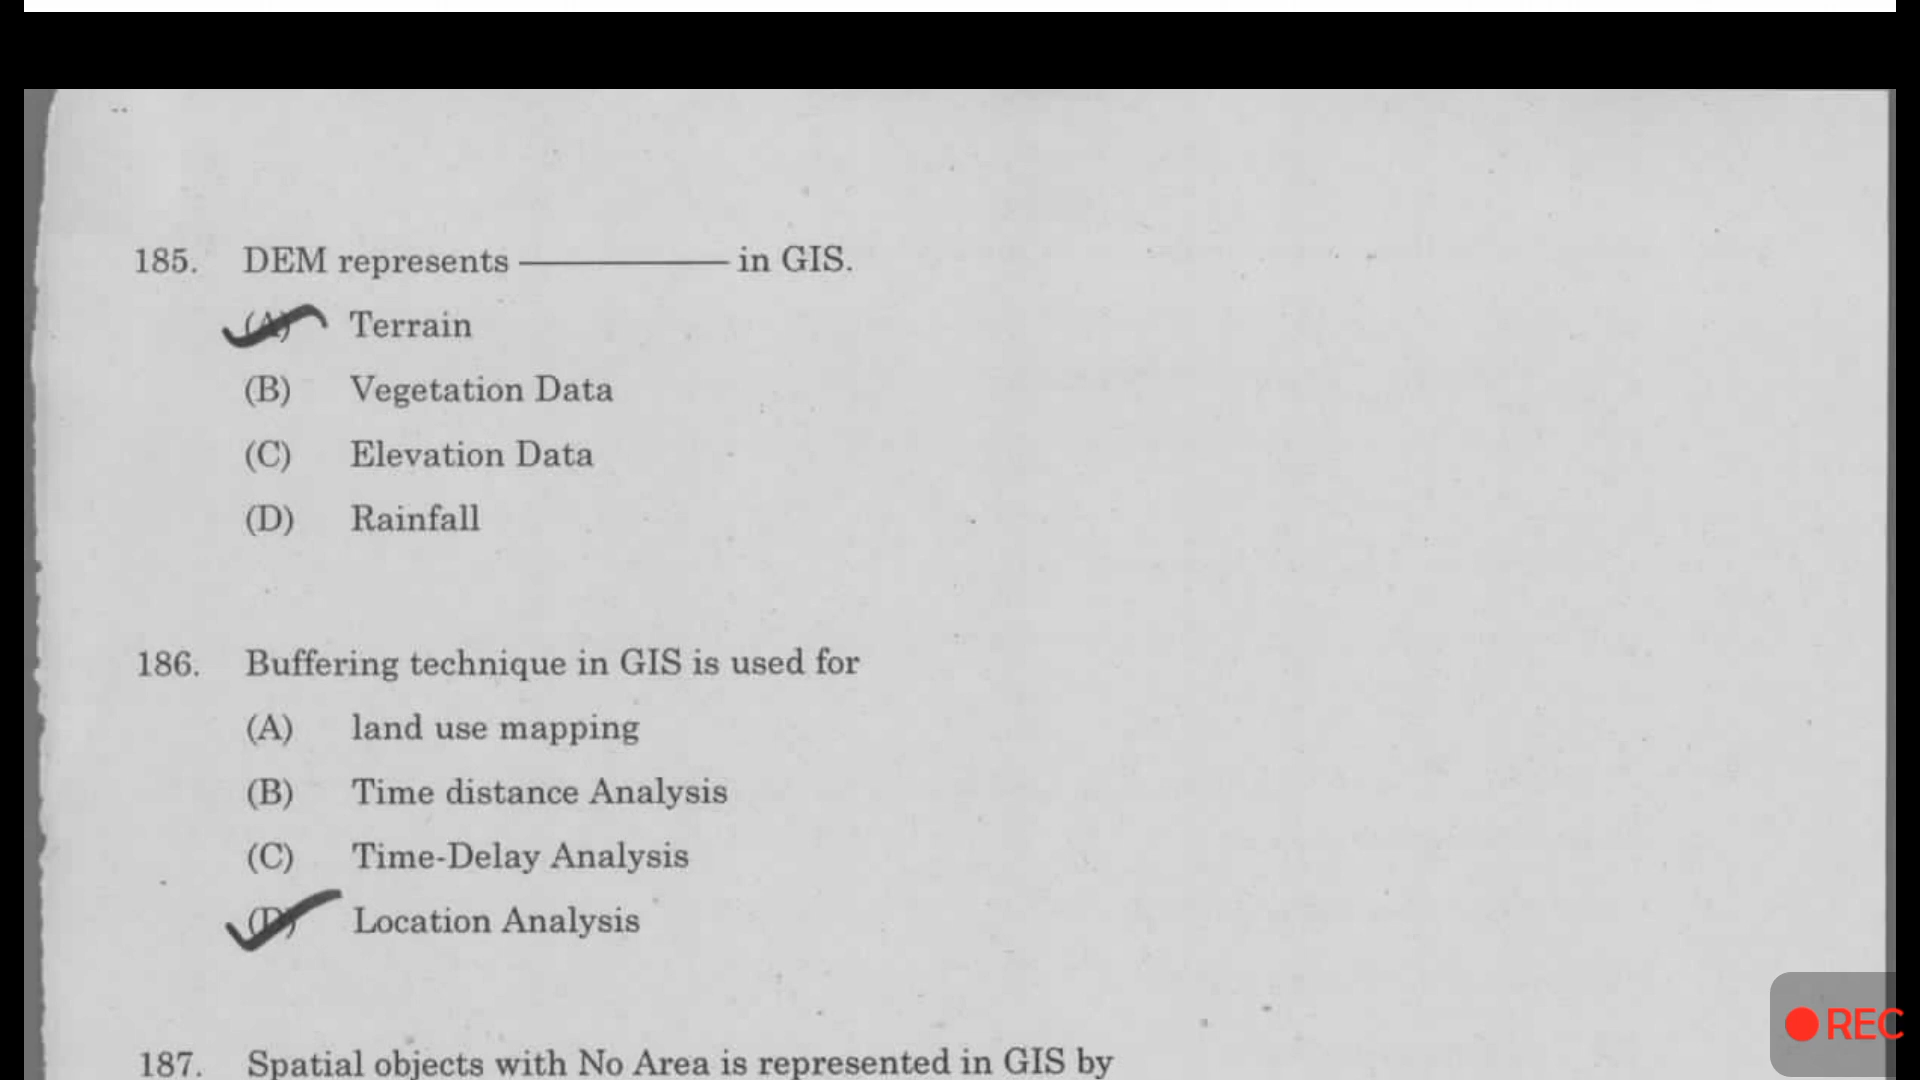 185. DEM represents ———— in GIS.
(A) Terrain
(B) Vegetation Data
(C) Elevation Data
(D) Rainfall
186. Buffering technique in GIS is used for
(A) land use mapping
(B) Time distance Analysis
(C) Time-Delay Analysis
(D) Location Analysis
187. Spatial objects with No Area is represented in GIS by
REC